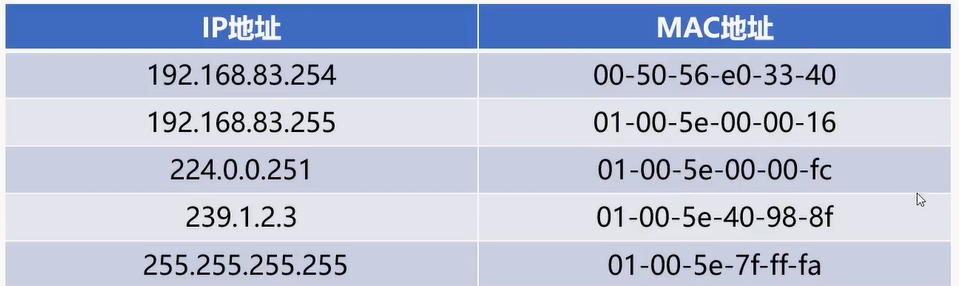 IP地址 MAC地址
192.168.83.254 00-50-56-e0-33-40
192.168.83.255 01-00-5e-00-00-16
224.0.0.251 01-00-5e-00-00-fc
239.1.2.3 01-00-5e-40-98-8f
255.255.255.255 01-00-5e-7f-ff-fa